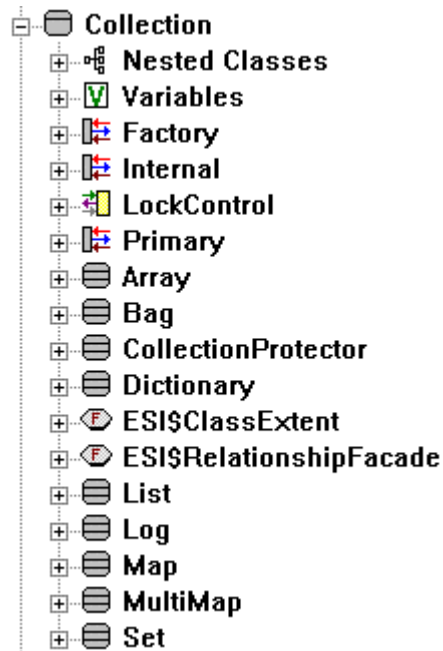 Collection
Nested Classes
V Variables
Factory
Internal
LockControl
Primary
Array
Bag
CollectionProtector
Dictionary
F ESI$ClassExtent
F ESI$RelationshipFacade
List
Log
Map
MultiMap
Set